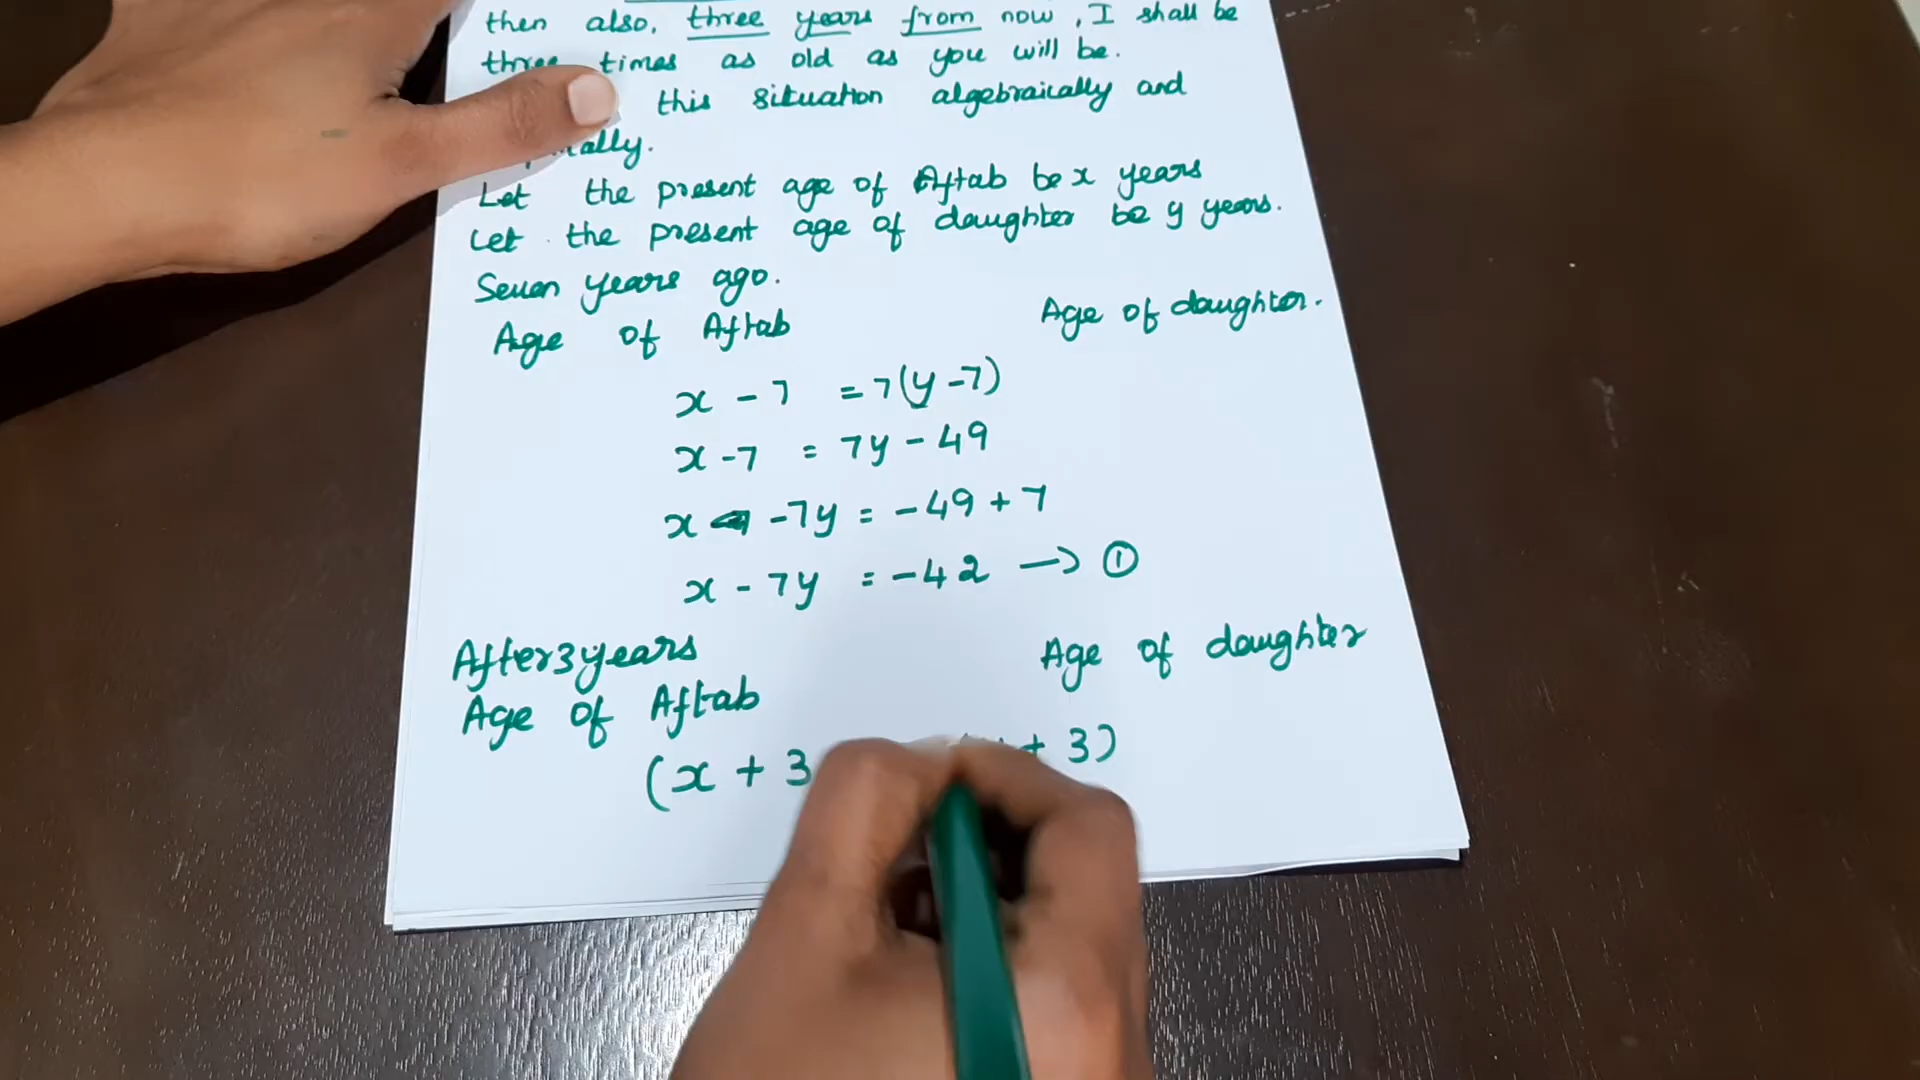 then also, three years from now, I shall be
three times as old as you will be.
this situation algebraically and
ally.
Let the present age of Aftab be x years
Let the present age of daughter be y years.
Seven years ago.
Age of Aftab Age of daughter.
x - 7 = 7(y - 7)
x - 7 = 7y - 49
x - 7y = -49 + 7
x - 7y = -42 → ①
After 3 years
Age of Aftab Age of daughter
(x + 3 + 3)